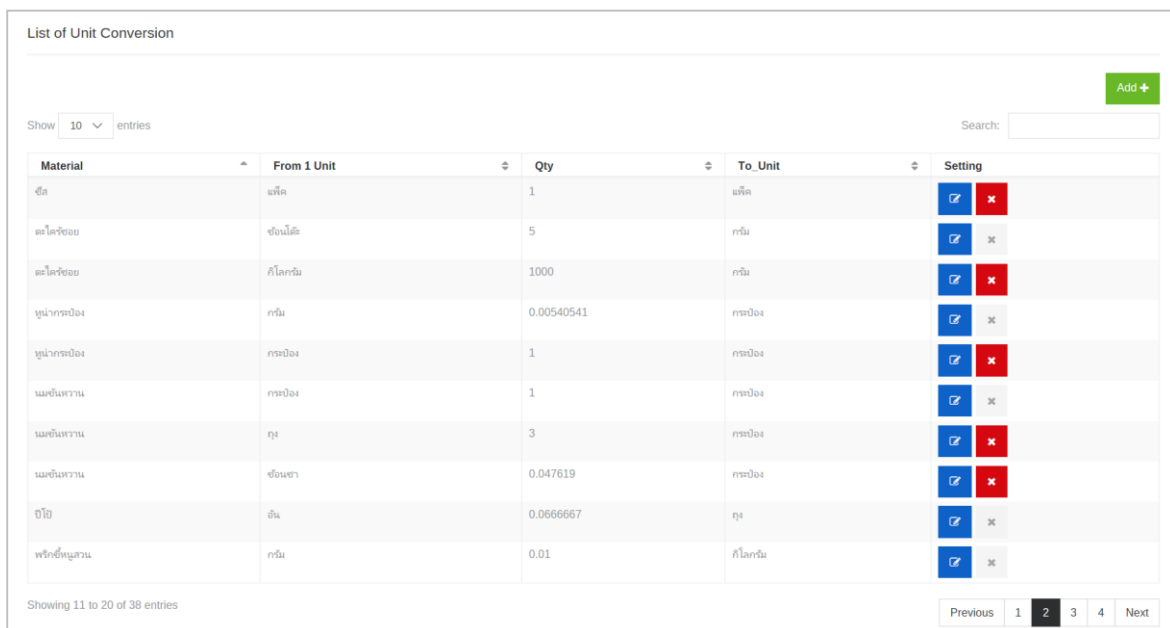 List of Unit Conversion
Add +
Show 10 entries Search:
Material From 1 Unit Qty To_Unit Setting
ชีส แพ็ค 1 แพ็ค
ตะไคร้ซอย ช้อนโต๊ะ 5 กรัม
ตะไคร้ซอย กิโลกรัม 1000 กรัม
ทูน่ากระป๋อง กรัม 0.00540541 กระป๋อง
ทูน่ากระป๋อง กระป๋อง 1 กระป๋อง
นมข้นหวาน กระป๋อง 1 กระป๋อง
นมข้นหวาน ถุง 3 กระป๋อง
นมข้นหวาน ช้อนชา 0.047619 กระป๋อง
ปีโป้ อัน 0.0666667 ถุง
พริกขี้หนูสวน กรัม 0.01 กิโลกรัม
Showing 11 to 20 of 38 entries
Previous 1 2 3 4 Next